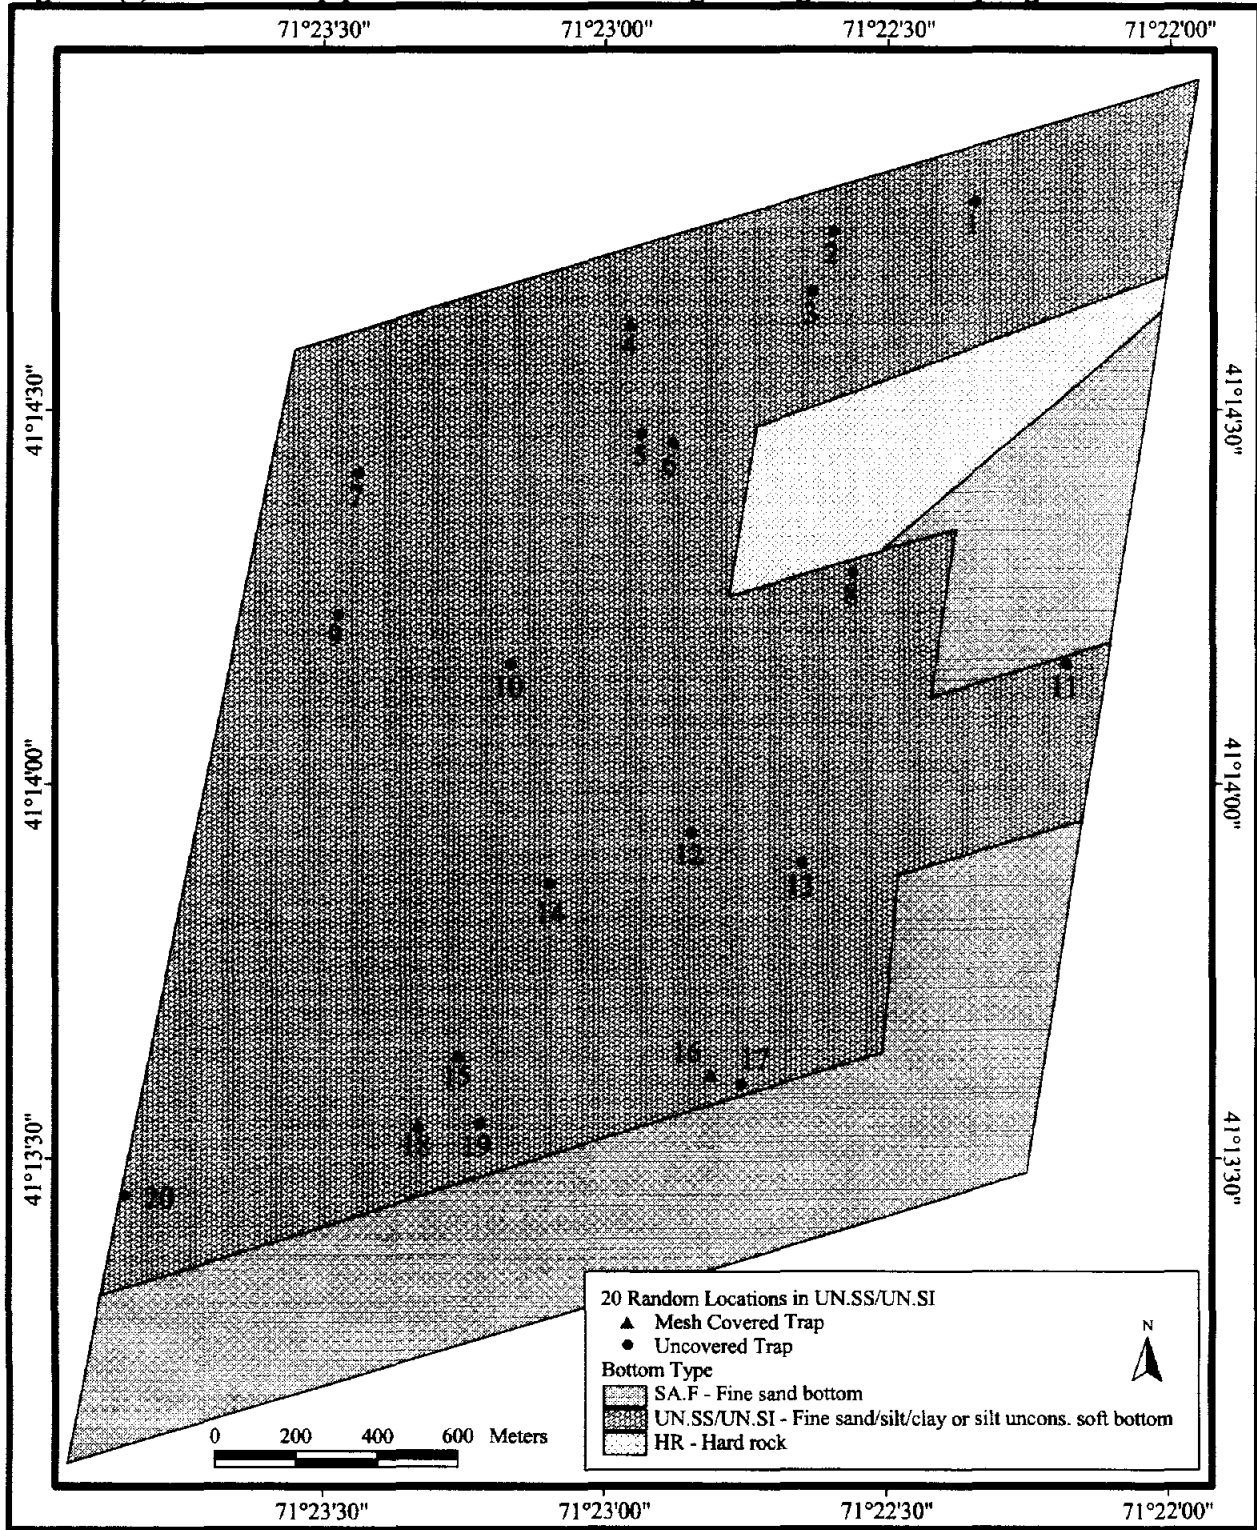 71°23'30" 71°23'00" 71°22'30" 71°22'00"
1
2
3
4
41°14'30" 41°14'30"
5 6
7
8
9
10 11
41°14'00" 41°14'00"
12
13
14
16 17
15
18 19
41°13'30" 41°13'30"
20
20 Random Locations in UN.SS/UN.SI
Mesh Covered Trap
Uncovered Trap
N
Bottom Type
SA.F - Fine sand bottom
UN.SS/UN.SI - Fine sand/silt/clay or silt uncons. soft bottom
HR - Hard rock
0 200 400 600 Meters
71°23'30" 71°23'00" 71°22'30" 71°22'00"